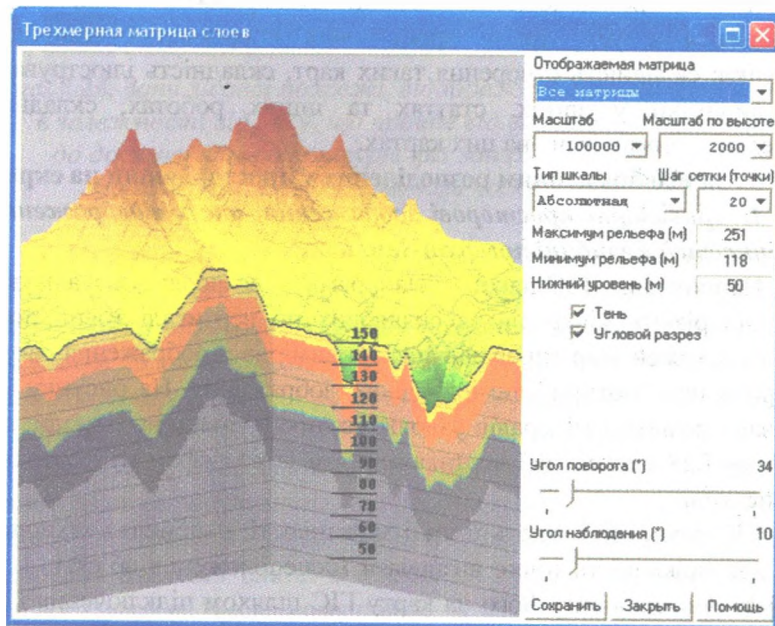 Трехмерная матрица слоев
Отображаемая матрица
Все матрицы
Масштаб
Масштаб по высоте
100000
2000
Тип шкалы
Шаг сетки (точки)
Абсолютная
20
Максимум рельефа (м)
251
Минимум рельефа (м)
118
Нижний уровень (м)
50
Тень
Угловой разрез
150
140
130
120
110
100
90
80
70
60
50
Угол поворота (°)
34
Угол наблюдения (°)
10
Сохранить
Закрыть
Помощь